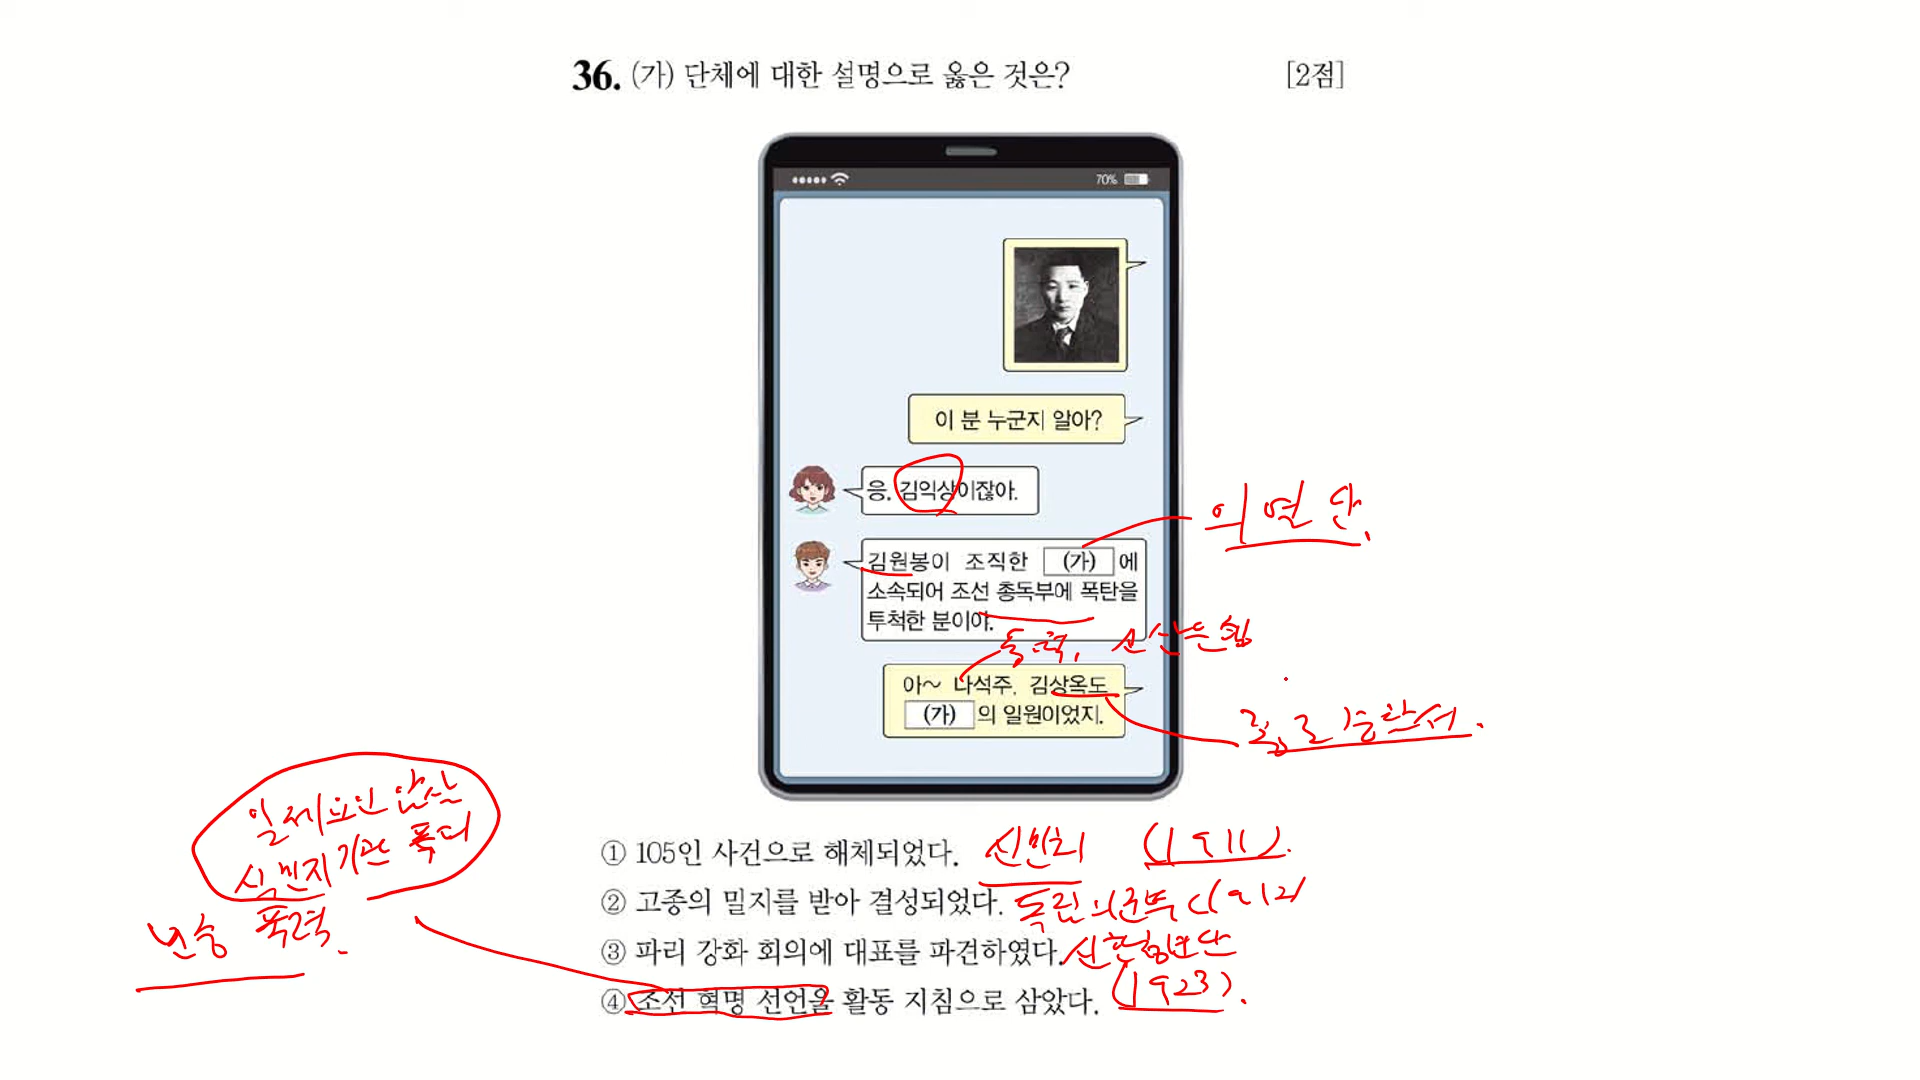 36. (가) 단체에 대한 설명으로 옳은 것은? [2점]
70%
이 분 누군지 알아?
응. 김익상이잖아.
의열단.
김원봉이 조직한 (가) 에
소속되어 조선 총독부에 폭탄을
투척한 분이야.
아~ 나석주, 김상옥도
(가) 의 일원이었지.
종로경찰서.
일제요인 암살
식민지기관 폭파
민중 폭력.
① 105인 사건으로 해체되었다. 신민회 (1911).
② 고종의 밀지를 받아 결성되었다. 독립의군부 (1912)
③ 파리 강화 회의에 대표를 파견하였다. 신한청년단
④ 조선 혁명 선언을 활동 지침으로 삼았다. (1923).